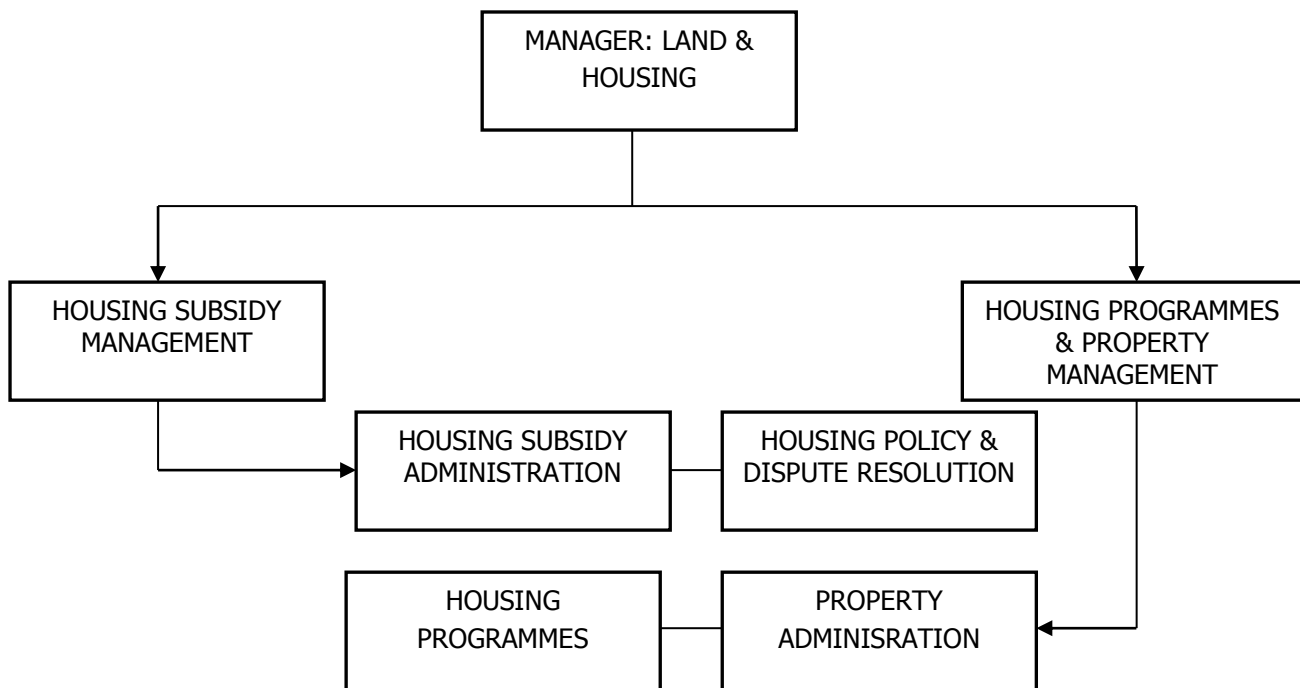 MANAGER: LAND &
HOUSING
HOUSING SUBSIDY
MANAGEMENT
HOUSING PROGRAMMES
& PROPERTY
MANAGEMENT
HOUSING SUBSIDY
ADMINISTRATION
HOUSING POLICY &
DISPUTE RESOLUTION
HOUSING
PROGRAMMES
PROPERTY
ADMINISRATION